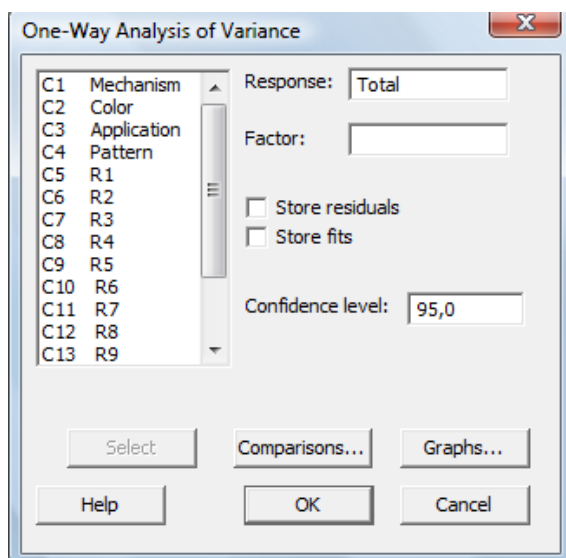 One-Way Analysis of Variance
C1 Mechanism
C2 Color
C3 Application
C4 Pattern
C5 R1
C6 R2
C7 R3
C8 R4
C9 R5
C10 R6
C11 R7
C12 R8
C13 R9
Response: Total
Factor:
Store residuals
Store fits
Confidence level: 95,0
Select Comparisons... Graphs...
Help OK Cancel